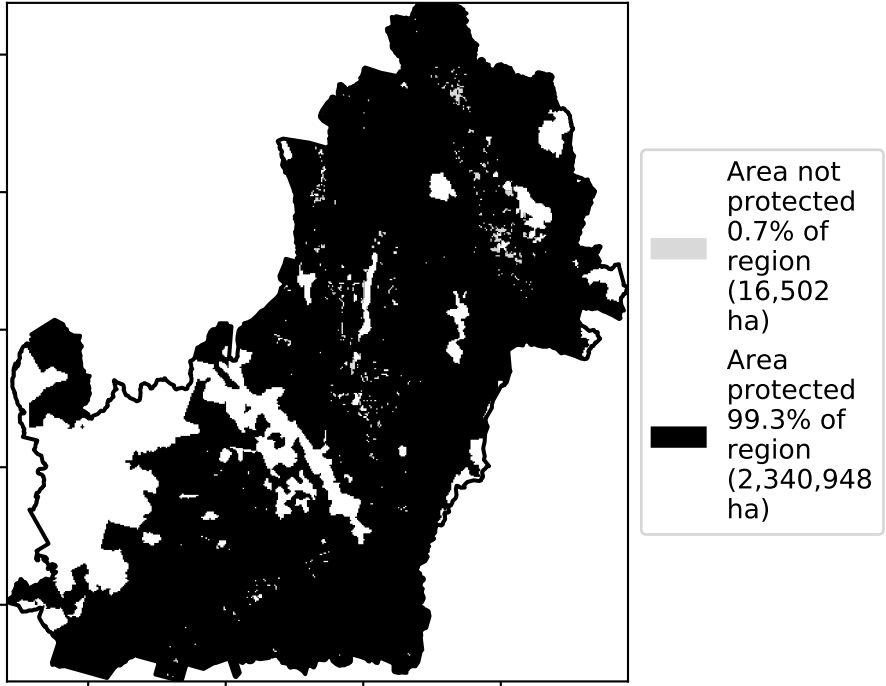 Area not
protected
0.7% of
region
(16,502
ha)
Area
protected
99.3% of
region
(2,340,948
ha)